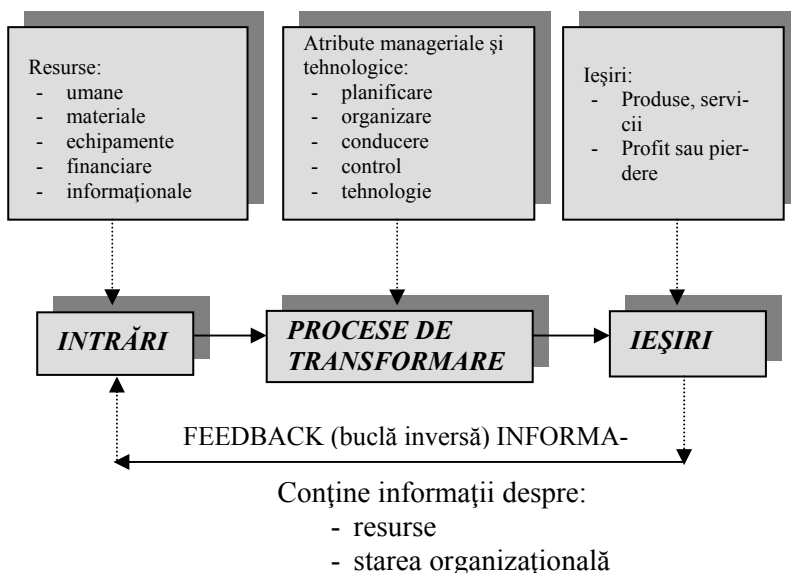 Resurse:
- umane
- materiale
- echipamente
- financiare
- informaţionale
Atribute manageriale şi
tehnologice:
- planificare
- organizare
- conducere
- control
- tehnologie
Ieşiri:
- Produse, servi-
cii
- Profit sau pier-
dere
INTRĂRI
PROCESE DE
TRANSFORMARE
IEŞIRI
FEEDBACK (buclă inversă) INFORMA-
Conţine informaţii despre:
- resurse
- starea organizaţională